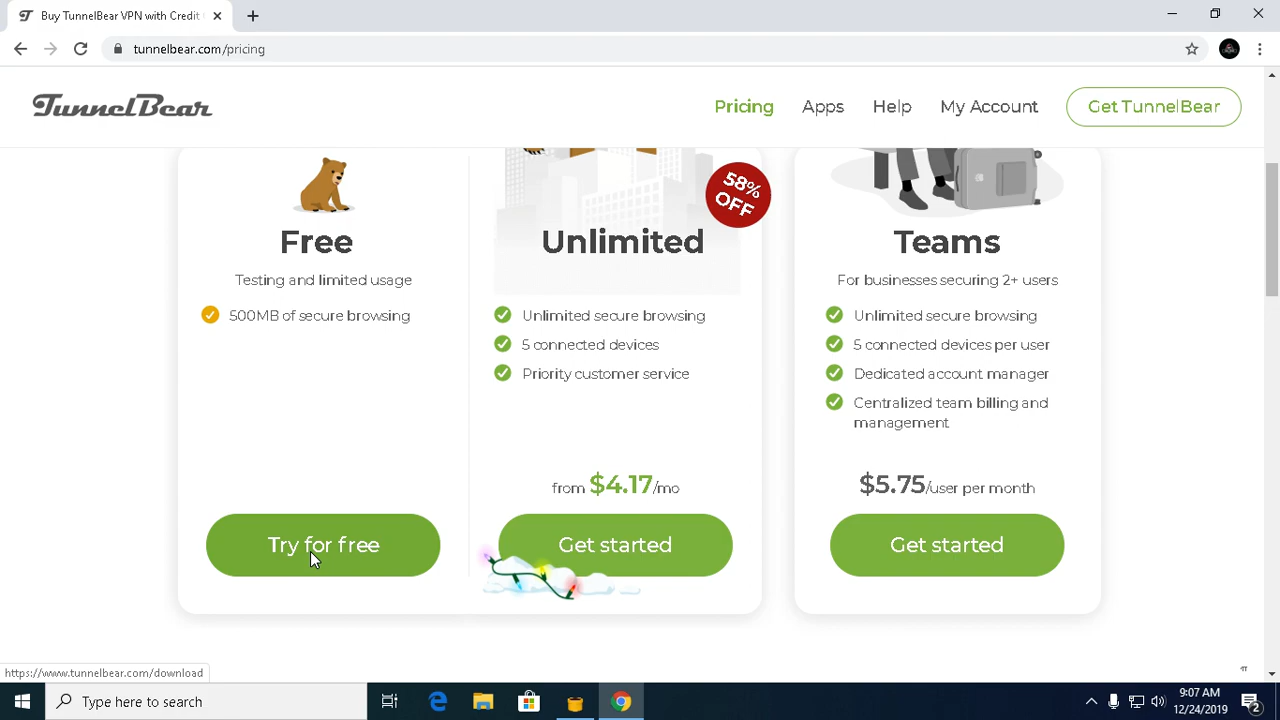 Buy TunnelBear VPN with Credit
tunnelbear.com/pricing
TunnelBear
Pricing
Apps
Help
My Account
Get TunnelBear
Free
Testing and limited usage
500MB of secure browsing
Try for free
58%
OFF
Unlimited
Unlimited secure browsing
5 connected devices
Priority customer service
from $4.17/mo
Get started
Teams
For businesses securing 2+ users
Unlimited secure browsing
5 connected devices per user
Dedicated account manager
Centralized team billing and
management
$5.75/user per month
Get started
https://www.tunnelbear.com/download
Type here to search
9:07 AM
12/24/2019
2